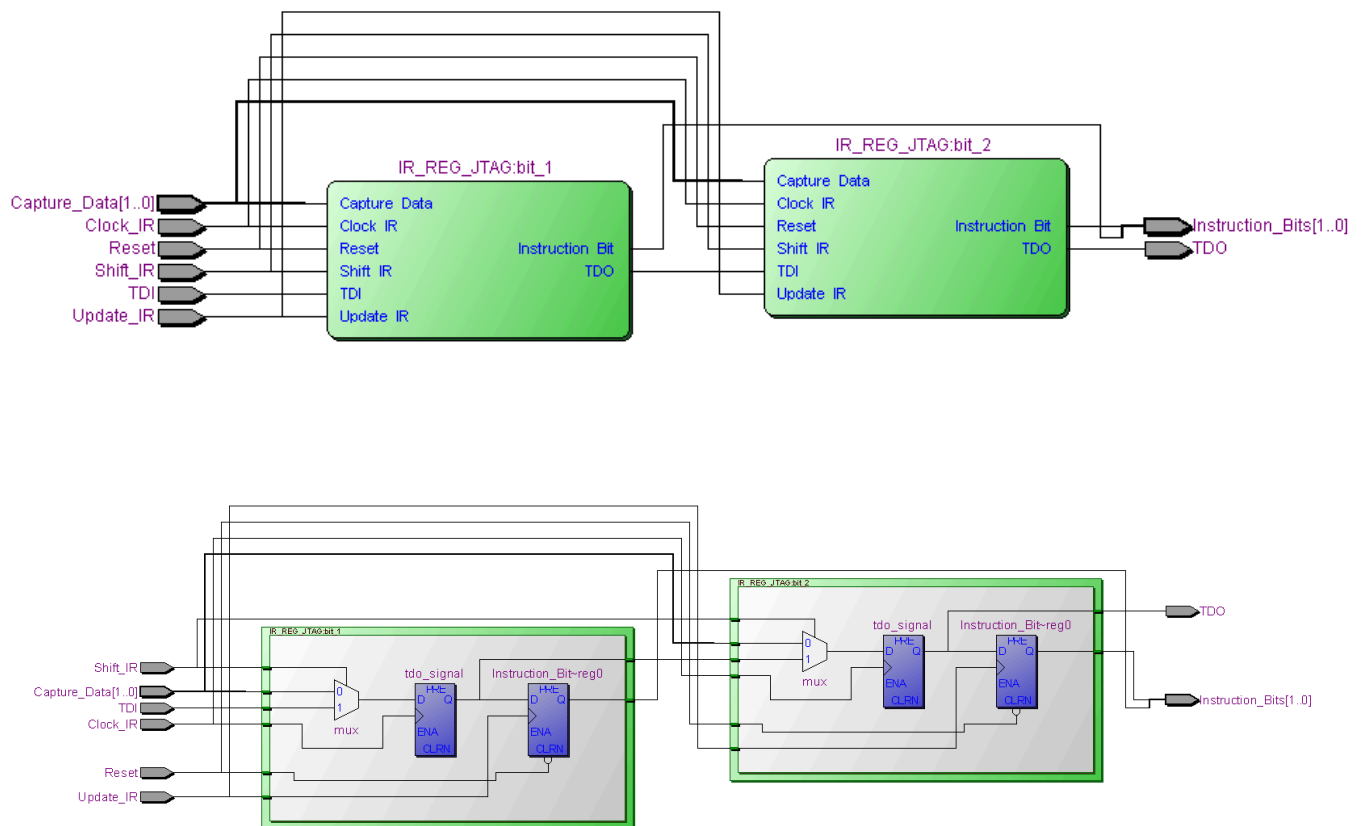 IR_REG_JTAG:bit_2
IR_REG_JTAG:bit_1
Capture_Data[1..0]
Clock_IR
Reset
Shift_IR
TDI
Update_IR
Capture Data
Clock IR
Reset
Shift IR
TDI
Update IR
Instruction Bit
TDO
Capture Data
Clock IR
Reset
Shift IR
TDI
Update IR
Instruction Bit
TDO
Instruction_Bits[1..0]
TDO
IR_REG_JTAG:bit_2
tdo_signal
Instruction_Bit~reg0
0
1
mux
PRE
D Q
ENA
CLRN
PRE
D Q
ENA
CLRN
TDO
Instruction_Bits[1..0]
IR_REG_JTAG:bit_1
Shift_IR
Capture_Data[1..0]
TDI
Clock_IR
Reset
Update_IR
tdo_signal
Instruction_Bit~reg0
0
1
mux
PRE
D Q
ENA
CLRN
PRE
D Q
ENA
CLRN